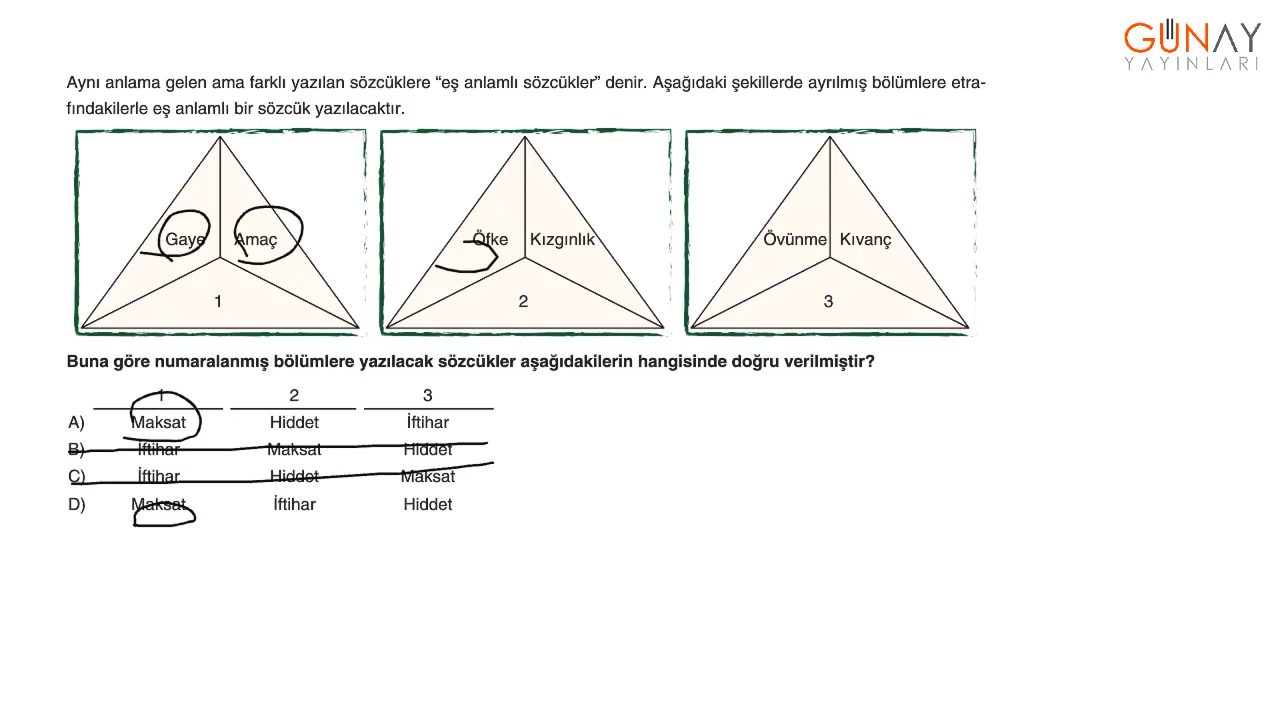 GÜNAY
YAYINLARI
Aynı anlama gelen ama farklı yazılan sözcüklere “eş anlamlı sözcükler” denir. Aşağıdaki şekillerde ayrılmış bölümlere etra-
fındakilerle eş anlamlı bir sözcük yazılacaktır.
Gaye Amaç Öfke Kızgınlık Övünme Kıvanç
1 2 3
Buna göre numaralanmış bölümlere yazılacak sözcükler aşağıdakilerin hangisinde doğru verilmiştir?
1 2 3
A) Maksat Hiddet İftihar
B) İftihar Maksat Hiddet
C) İftihar Hiddet Maksat
D) Maksat İftihar Hiddet